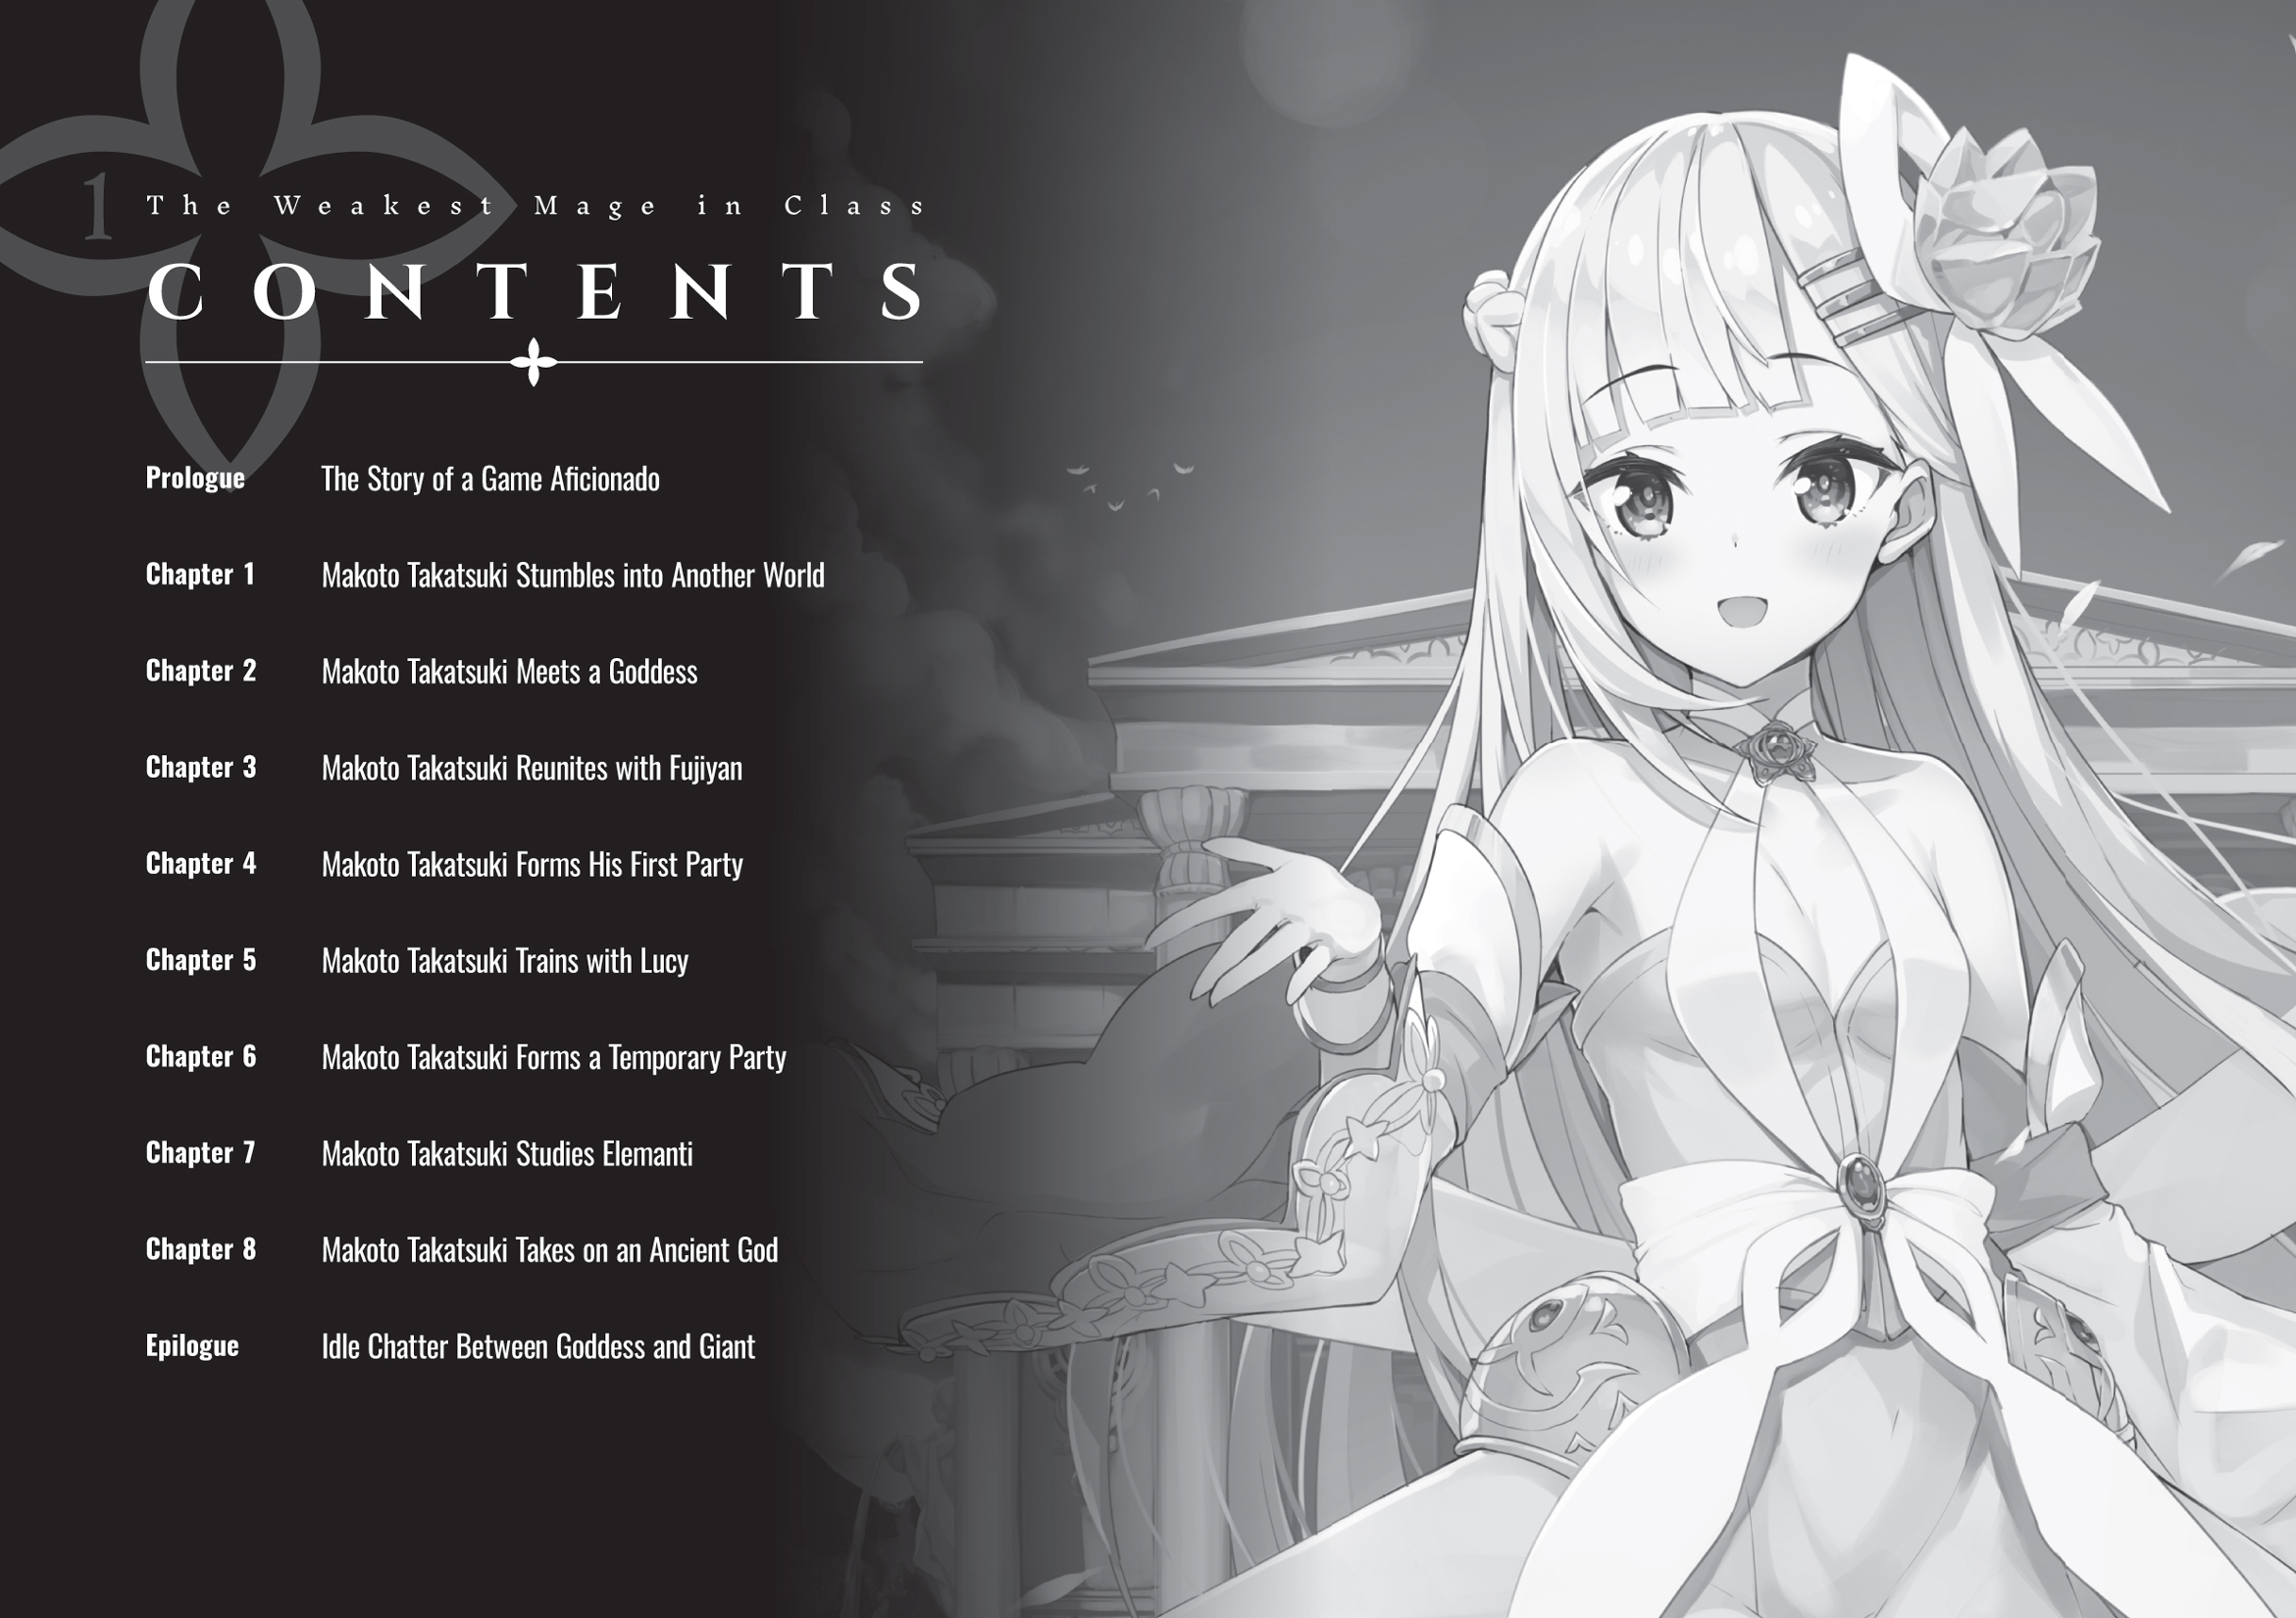 1 The Weakest Mage in Class
CONTENTS
Prologue The Story of a Game Aficionado
Chapter 1 Makoto Takatsuki Stumbles into Another World
Chapter 2 Makoto Takatsuki Meets a Goddess
Chapter 3 Makoto Takatsuki Reunites with Fujiyan
Chapter 4 Makoto Takatsuki Forms His First Party
Chapter 5 Makoto Takatsuki Trains with Lucy
Chapter 6 Makoto Takatsuki Forms a Temporary Party
Chapter 7 Makoto Takatsuki Studies Elemanti
Chapter 8 Makoto Takatsuki Takes on an Ancient God
Epilogue Idle Chatter Between Goddess and Giant